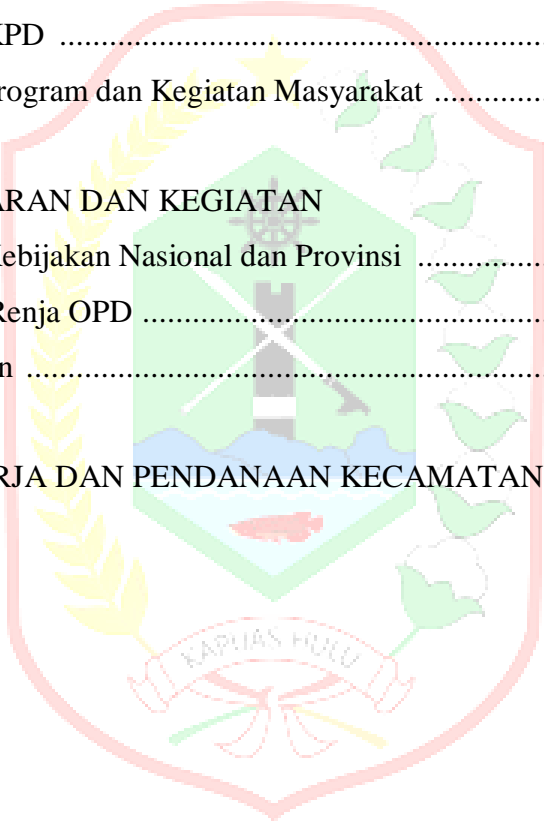 KPD ........................................................
rogram dan Kegiatan Masyarakat .............
ARAN DAN KEGIATAN
Kebijakan Nasional dan Provinsi ...............
Renja OPD ..............................................
n ............................................................
RJA DAN PENDANAAN KECAMATAN
KAPUAS HULU